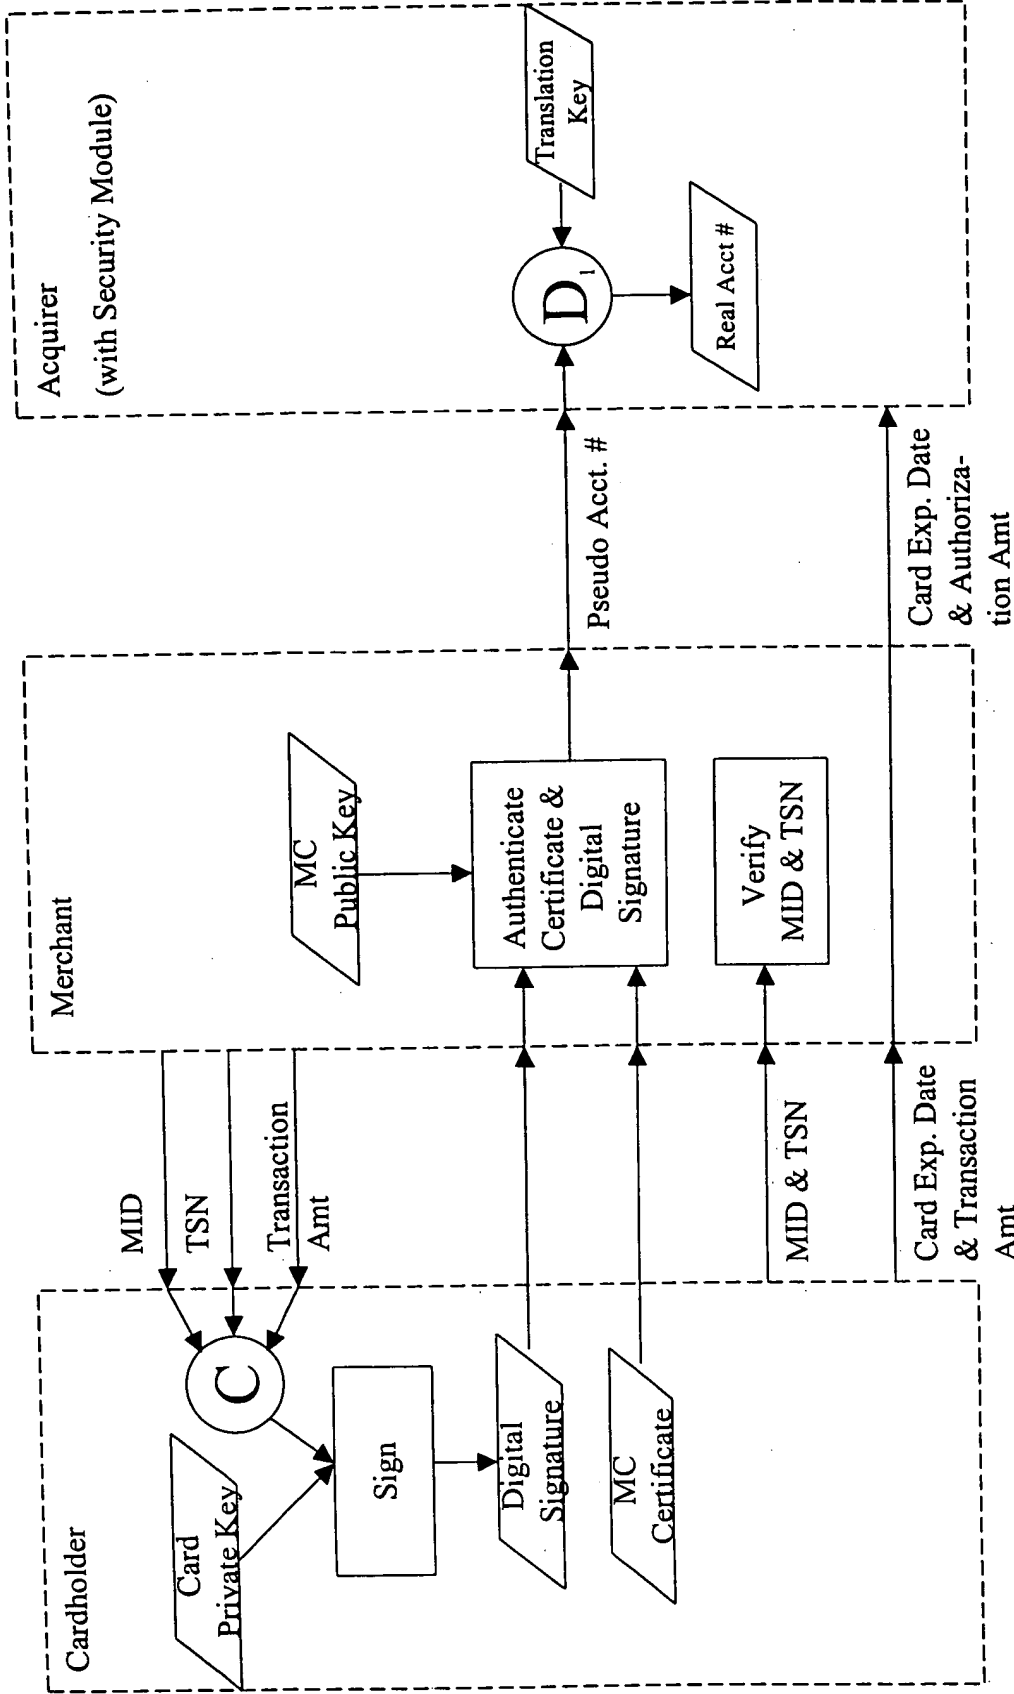 Cardholder
Card
Private Key
C
Sign
Digital
Signature
MC
Certificate
MID
TSN
Transaction
Amt
MID & TSN
Card Exp. Date
& Transaction
Amt
Merchant
MC
Public Key
Authenticate
Certificate &
Digital
Signature
Verify
MID & TSN
Pseudo Acct. #
Card Exp. Date
& Authoriza-
tion Amt
Acquirer
(with Security Module)
Translation
Key
D1
Real Acct #